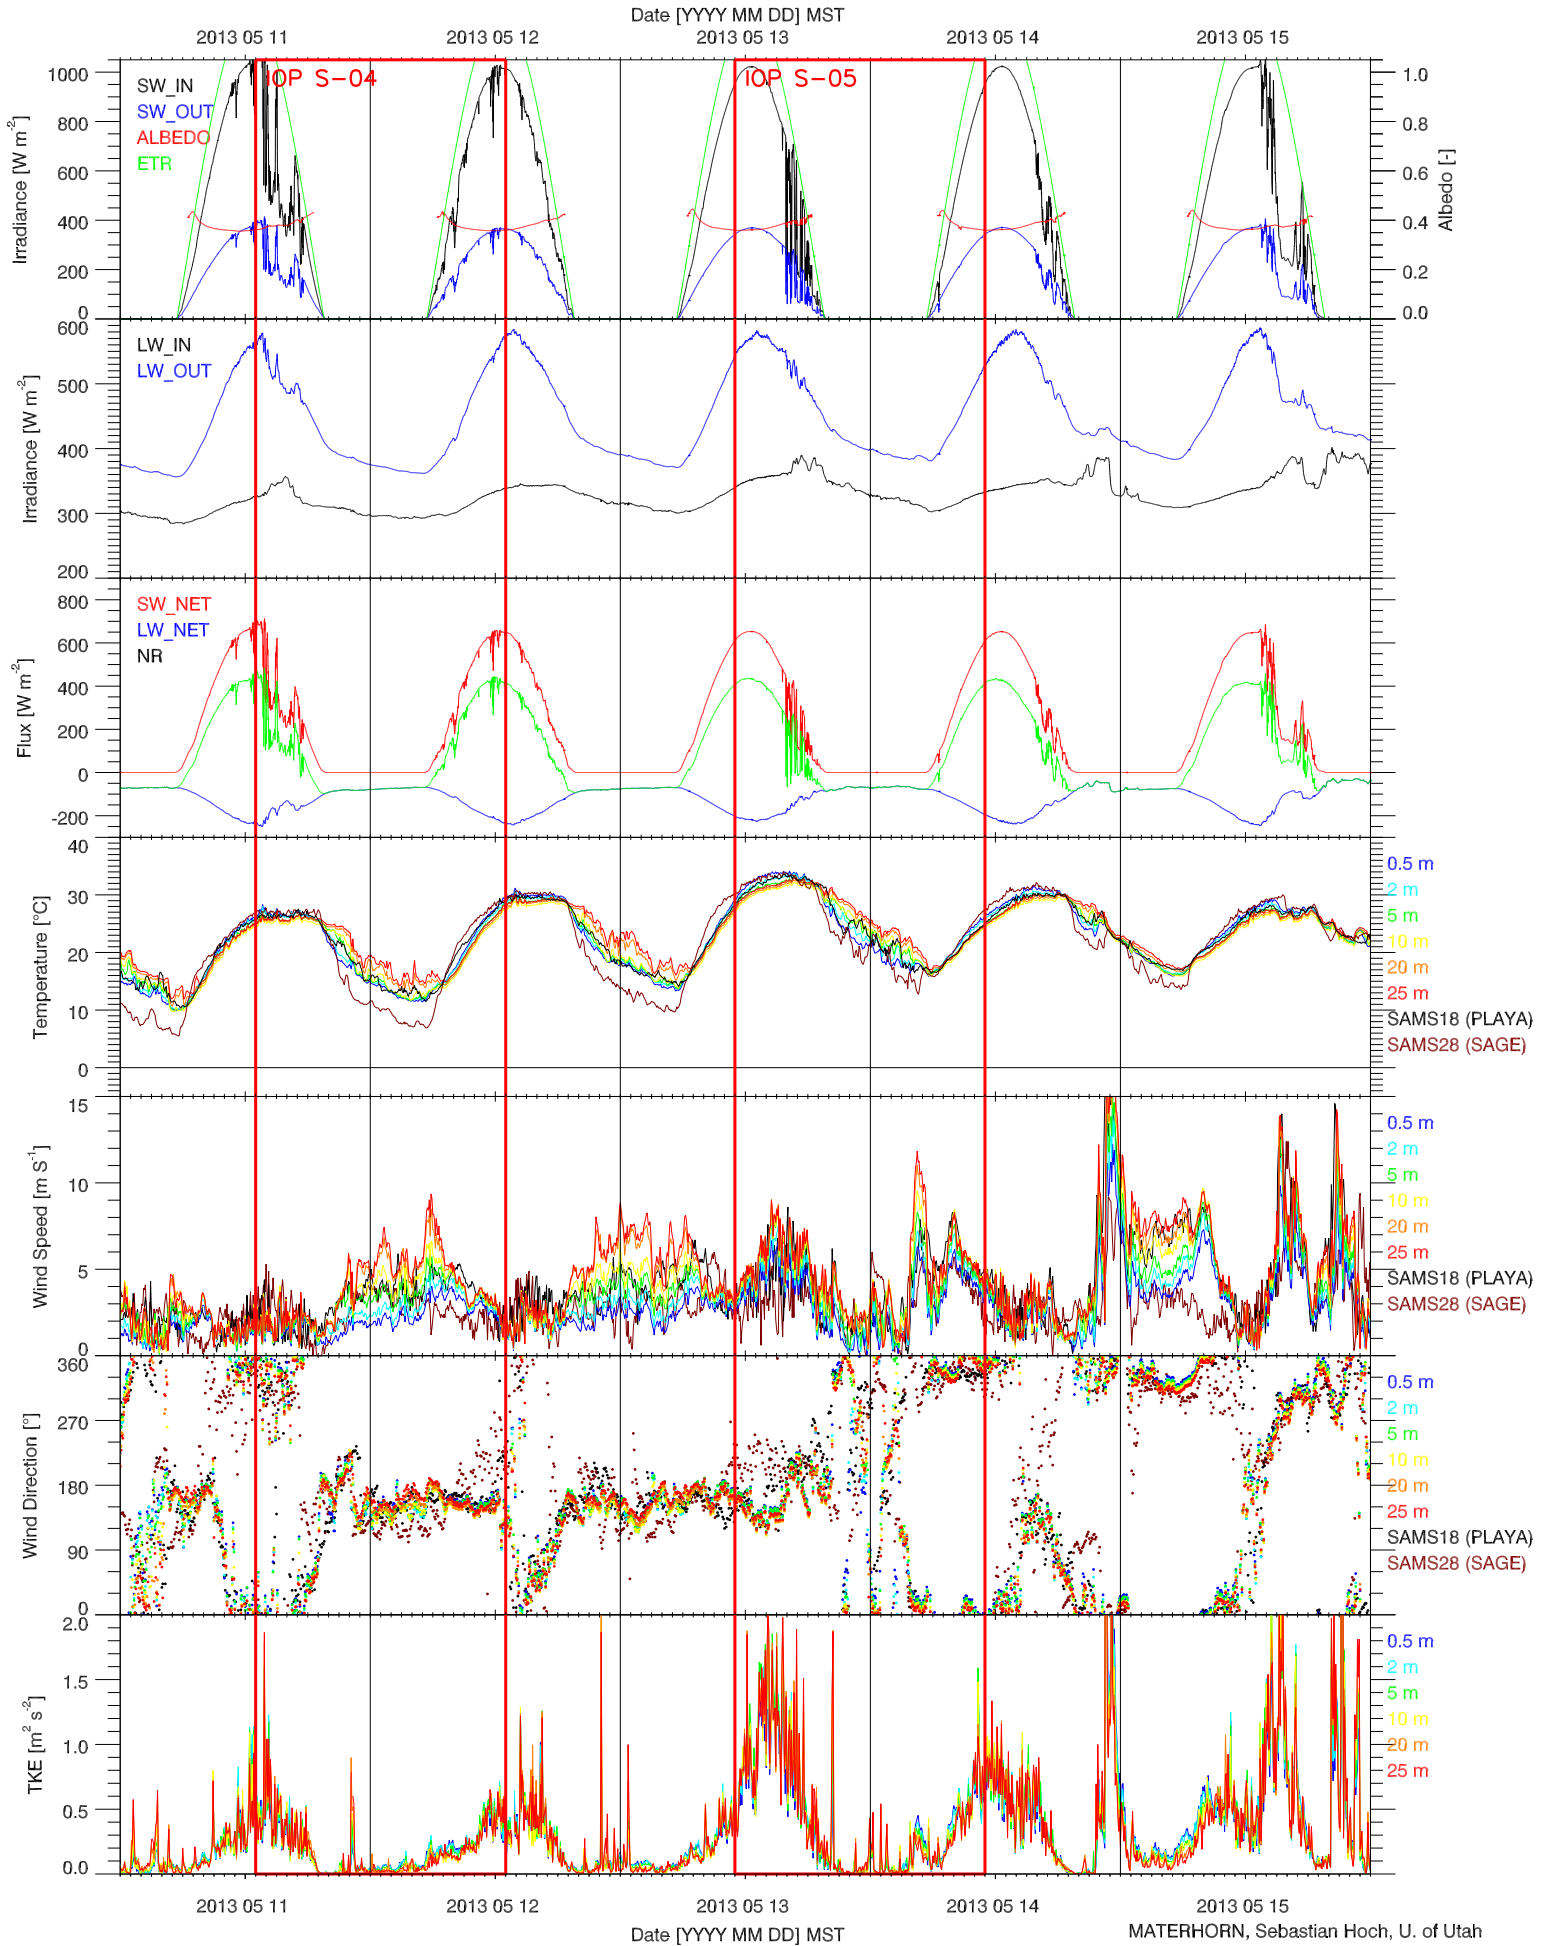 Date [YYYY MM DD] MST
2013 05 11 2013 05 12 2013 05 13 2013 05 14 2013 05 15
IOP S-04 IOP S-05
SW_IN
SW_OUT
ALBEDO
ETR
Irradiance [W m-2]
1000
800
600
400
200
0
Albedo [-]
1.0
0.8
0.6
0.4
0.2
0.0
LW_IN
LW_OUT
Irradiance [W m-2]
600
500
400
300
200
SW_NET
LW_NET
NR
Flux [W m-2]
800
600
400
200
0
-200
Temperature [°C]
40
30
20
10
0
0.5 m
2 m
5 m
10 m
20 m
25 m
SAMS18 (PLAYA)
SAMS28 (SAGE)
Wind Speed [m S-1]
15
10
5
0
0.5 m
2 m
5 m
10 m
20 m
25 m
SAMS18 (PLAYA)
SAMS28 (SAGE)
Wind Direction [°]
360
270
180
90
0
0.5 m
2 m
5 m
10 m
20 m
25 m
SAMS18 (PLAYA)
SAMS28 (SAGE)
TKE [m2 s-2]
2.0
1.5
1.0
0.5
0.0
0.5 m
2 m
5 m
10 m
20 m
25 m
2013 05 11 2013 05 12 2013 05 13 2013 05 14 2013 05 15
Date [YYYY MM DD] MST
MATERHORN, Sebastian Hoch, U. of Utah